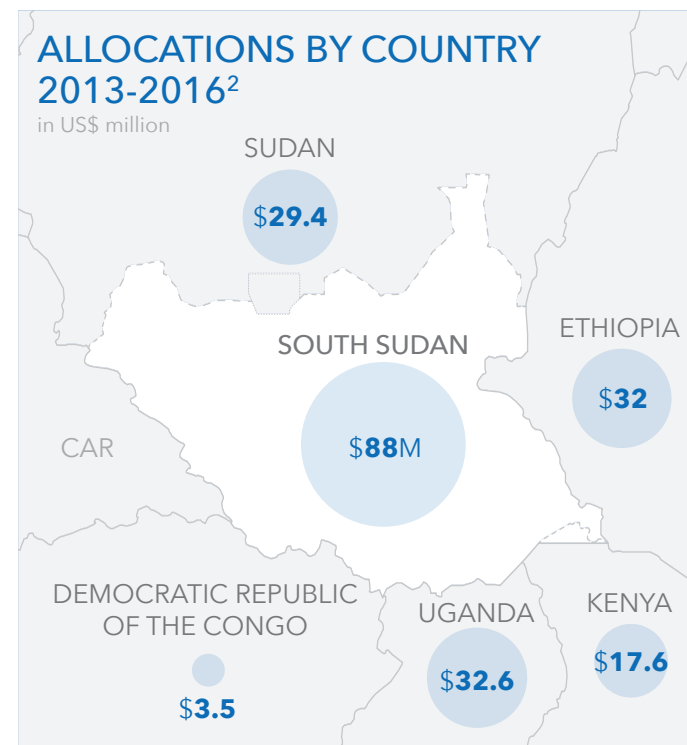 ALLOCATIONS BY COUNTRY
2013-2016²
in US$ million
SUDAN
$29.4
SOUTH SUDAN
$88M
ETHIOPIA
$32
CAR
DEMOCRATIC REPUBLIC
OF THE CONGO
$3.5
UGANDA
$32.6
KENYA
$17.6